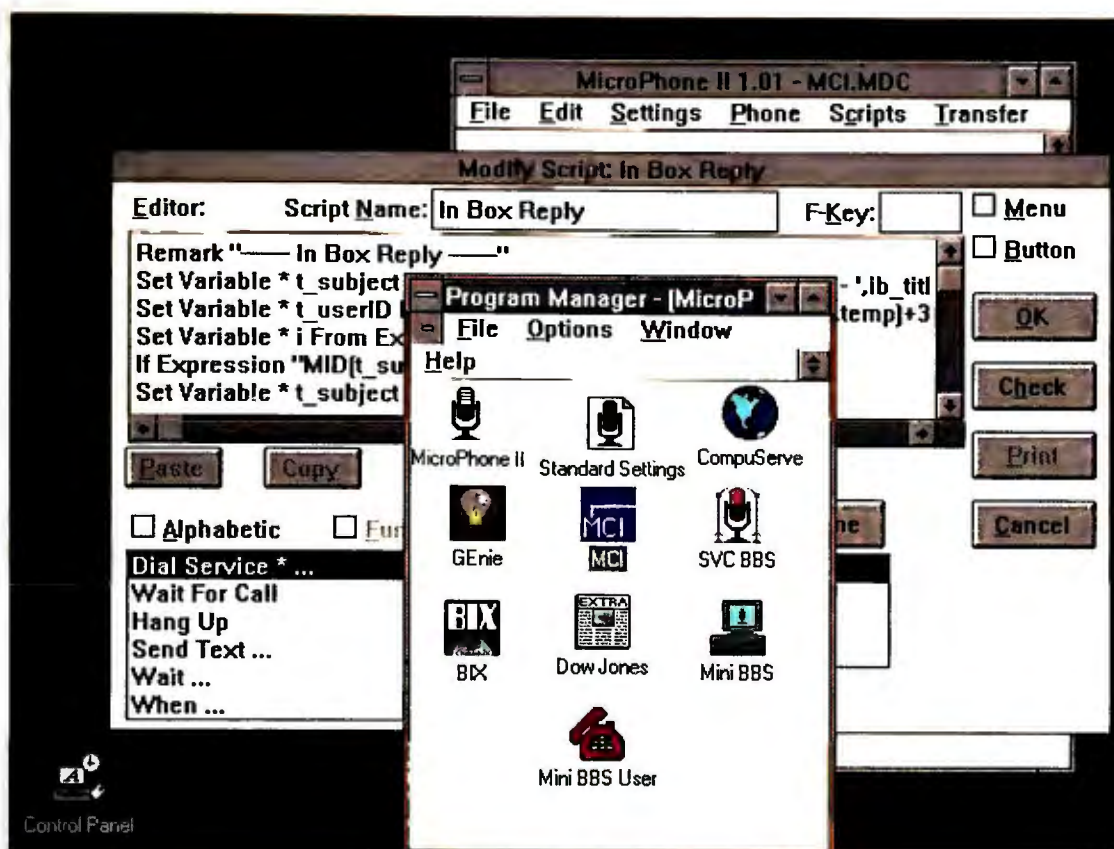 MicroPhone II 1.01 - MCI.MDC
File Edit Settings Phone Scripts Transfer
Modify Script: In Box Reply
Editor: Script Name: In Box Reply F-Key: Menu
Button
Remark "—— In Box Reply ——"
Set Variable * t_subject - ',ib_titl
Set Variable * t_userID temp)+3
Set Variable * i From Ex
If Expression "MID(t_su
Set Variable * t_subject
OK
Check
Print
Cancel
Paste Copy
Alphabetic Fun
ne
Dial Service * ...
Wait For Call
Hang Up
Send Text ...
Wait ...
When ...
Program Manager - [MicroP
File Options Window
Help
MicroPhone II Standard Settings CompuServe
MCI
GEnie MCI SVC BBS
BIX EXTRA
BIX Dow Jones Mini BBS
Mini BBS User
Control Panel